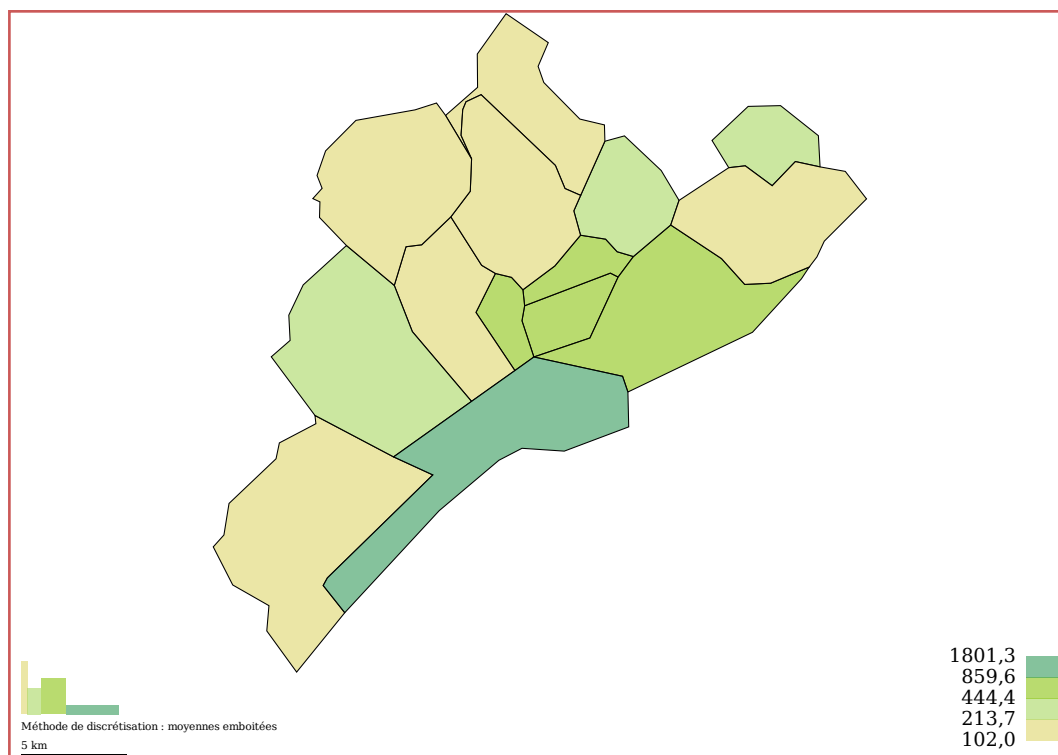 1801,3
859,6
444,4
213,7
102,0
Méthode de discrétisation : moyennes emboitées
5 km